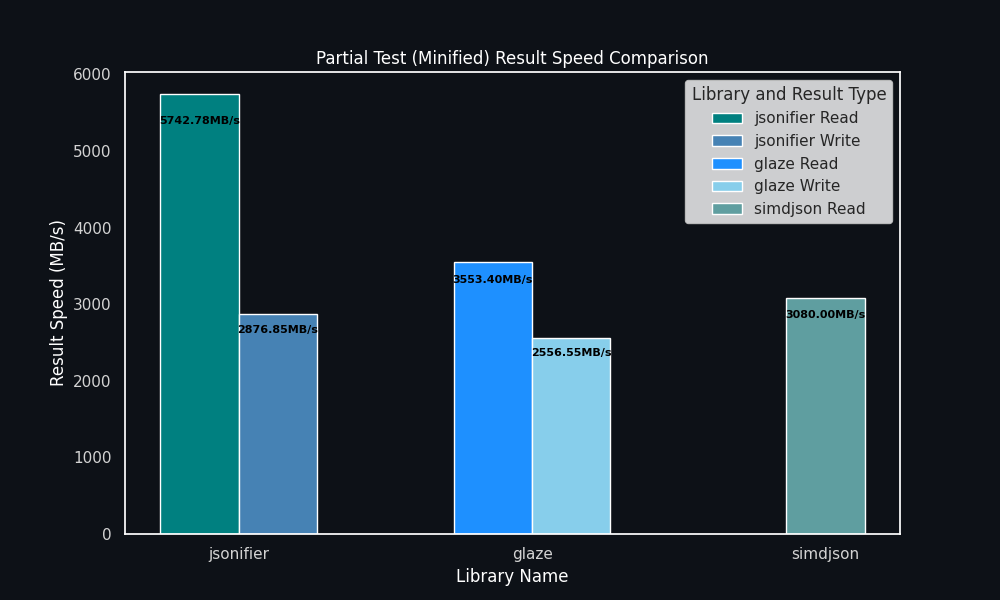 Partial Test (Minified) Result Speed Comparison
6000
5000
4000
3000
2000
1000
0
Result Speed (MB/s)
5742.78MB/s
2876.85MB/s
3553.40MB/s
2556.55MB/s
3080.00MB/s
Library and Result Type
jsonifier Read
jsonifier Write
glaze Read
glaze Write
simdjson Read
jsonifier
glaze
simdjson
Library Name